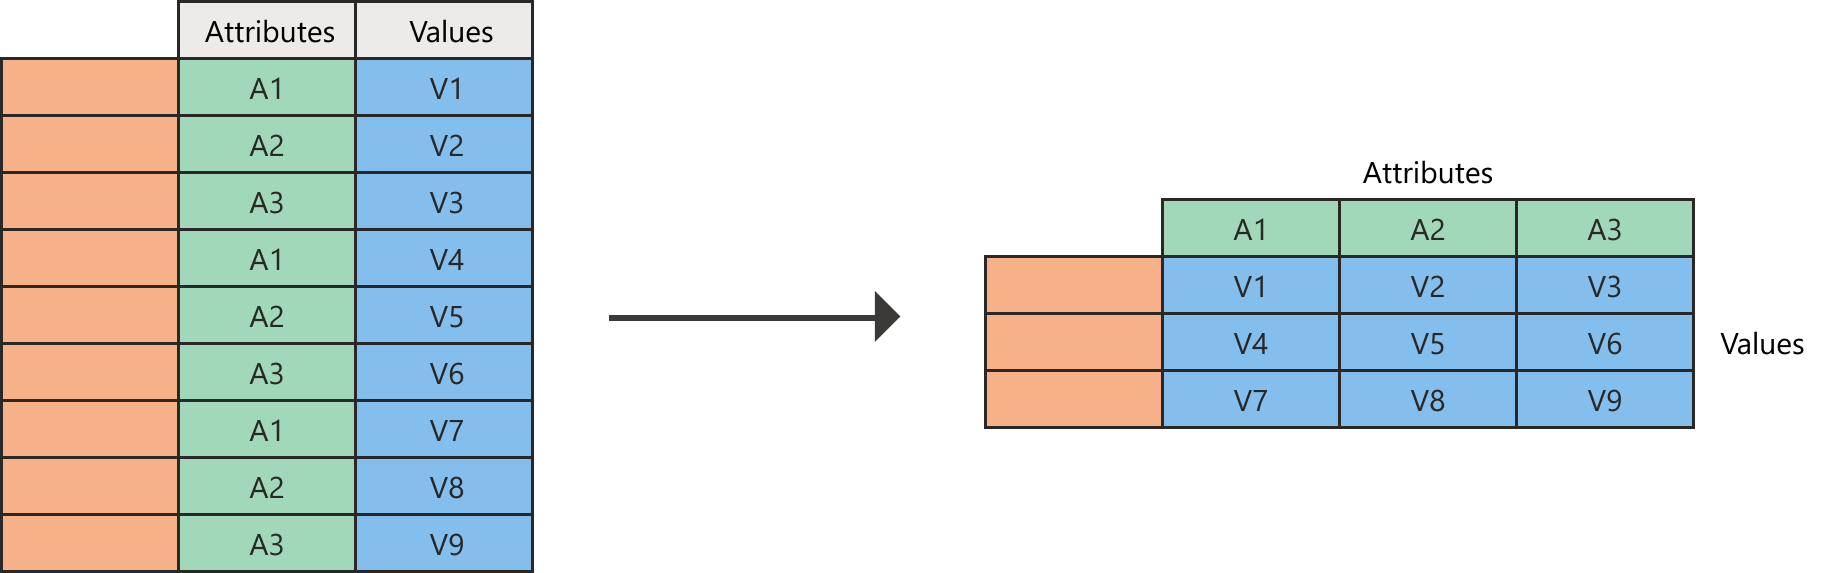 Attributes Values
A1 V1
A2 V2
A3 V3
A1 V4
A2 V5
A3 V6
A1 V7
A2 V8
A3 V9
Attributes
A1 A2 A3
V1 V2 V3
V4 V5 V6
Values
V7 V8 V9